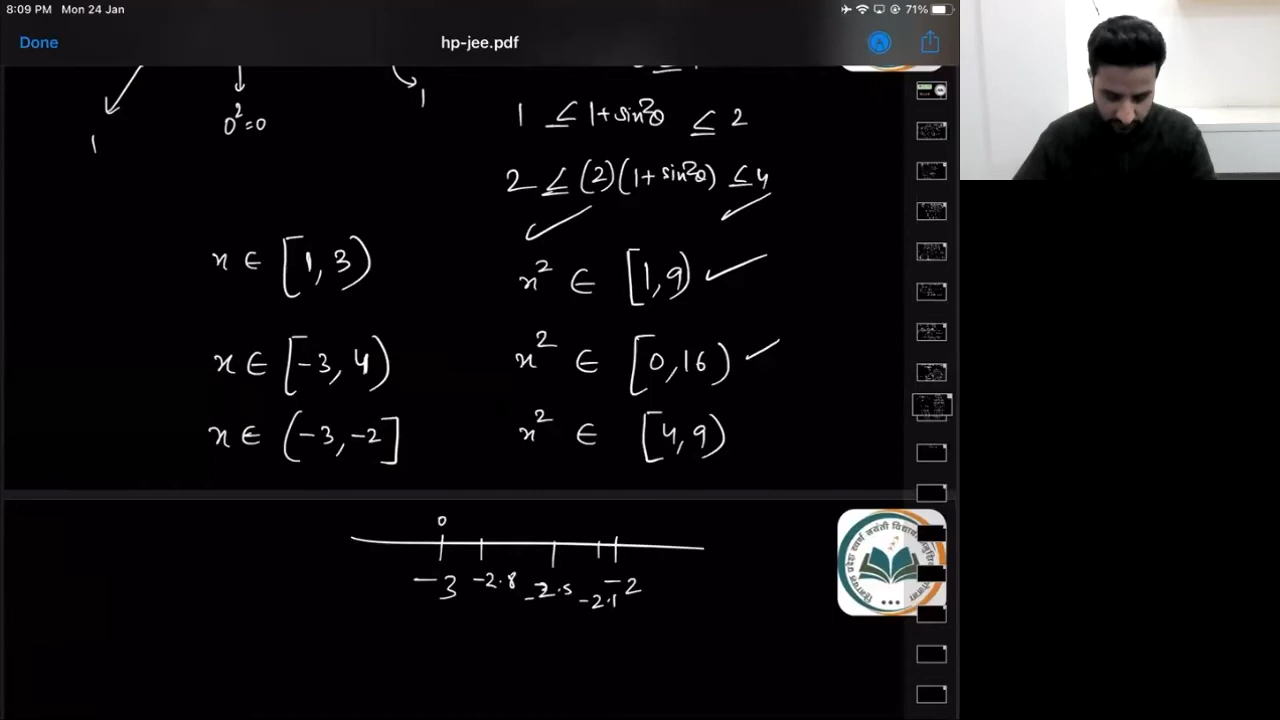 8:09 PM Mon 24 Jan
71%
Done
hp-jee.pdf
1
0²=0
1
1 ≤ 1+sin²θ ≤ 2
2 ≤ (2)(1+sin²θ) ≤ 4
x ∈ [1, 3)
x² ∈ [1, 9)
x ∈ [-3, 4)
x² ∈ [0, 16)
x ∈ (-3, -2]
x² ∈ [4, 9)
0
-3 -2.8 -2.5 -2.1 -2